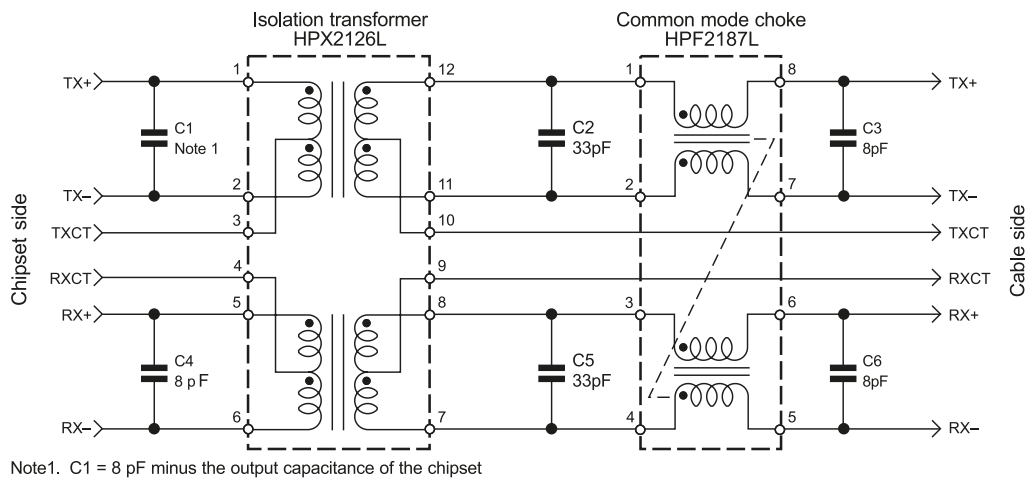 Isolation transformer
HPX2126L
Common mode choke
HPF2187L
TX+
1
12
1
8
TX+
C1
Note 1
C2
33pF
C3
8pF
TX–
2
11
2
7
TX–
TXCT
3
10
TXCT
Chipset side
Cable side
RXCT
4
9
RXCT
RX+
5
8
3
6
RX+
C4
8 pF
C5
33pF
C6
8pF
RX–
6
7
4
5
RX–
Note1. C1 = 8 pF minus the output capacitance of the chipset